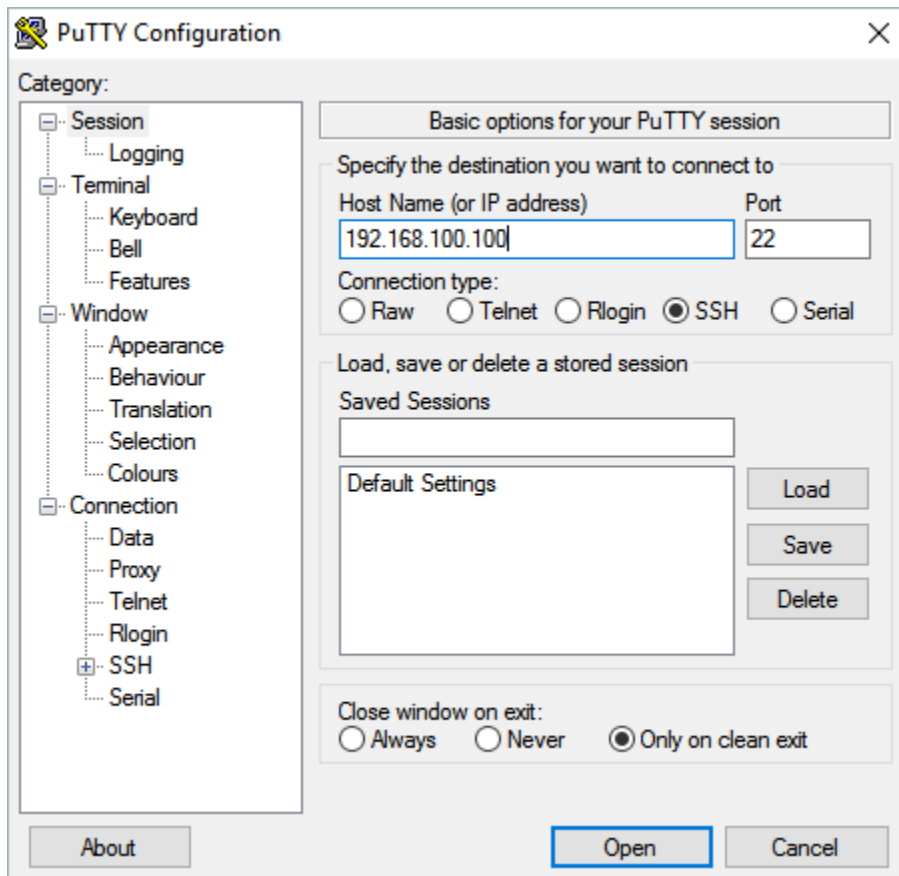 PuTTY Configuration
Category:
Session
Logging
Terminal
Keyboard
Bell
Features
Window
Appearance
Behaviour
Translation
Selection
Colours
Connection
Data
Proxy
Telnet
Rlogin
SSH
Serial
Basic options for your PuTTY session
Specify the destination you want to connect to
Host Name (or IP address) Port
192.168.100.100 22
Connection type:
Raw Telnet Rlogin SSH Serial
Load, save or delete a stored session
Saved Sessions
Default Settings
Load
Save
Delete
Close window on exit:
Always Never Only on clean exit
About Open Cancel